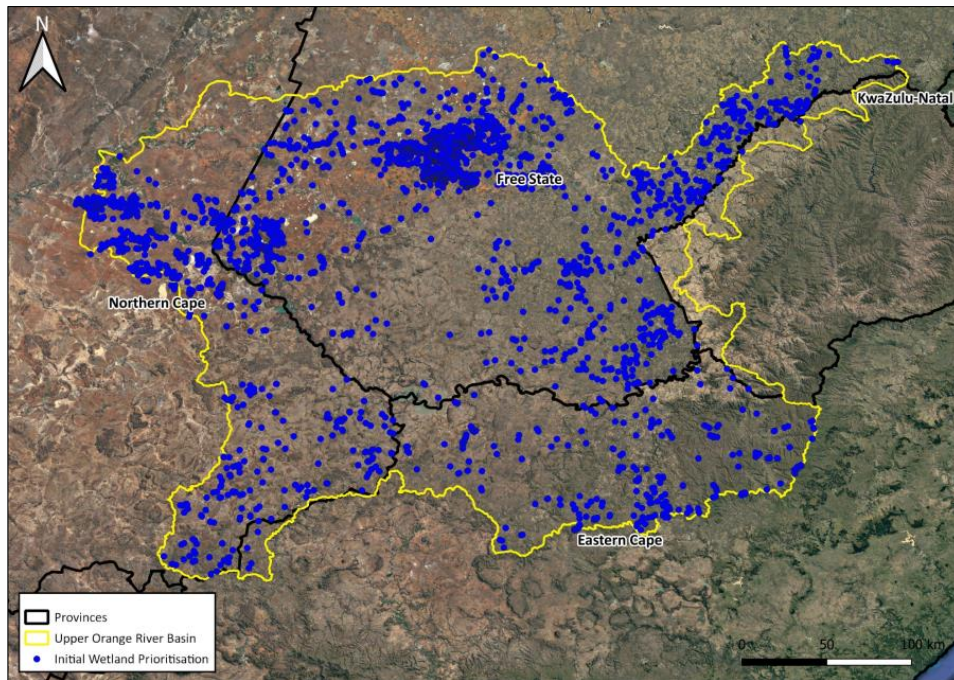 N
KwaZulu-Natal
Free State
Northern Cape
Eastern Cape
Provinces
Upper Orange River Basin
Initial Wetland Prioritisation
0 50 100 km